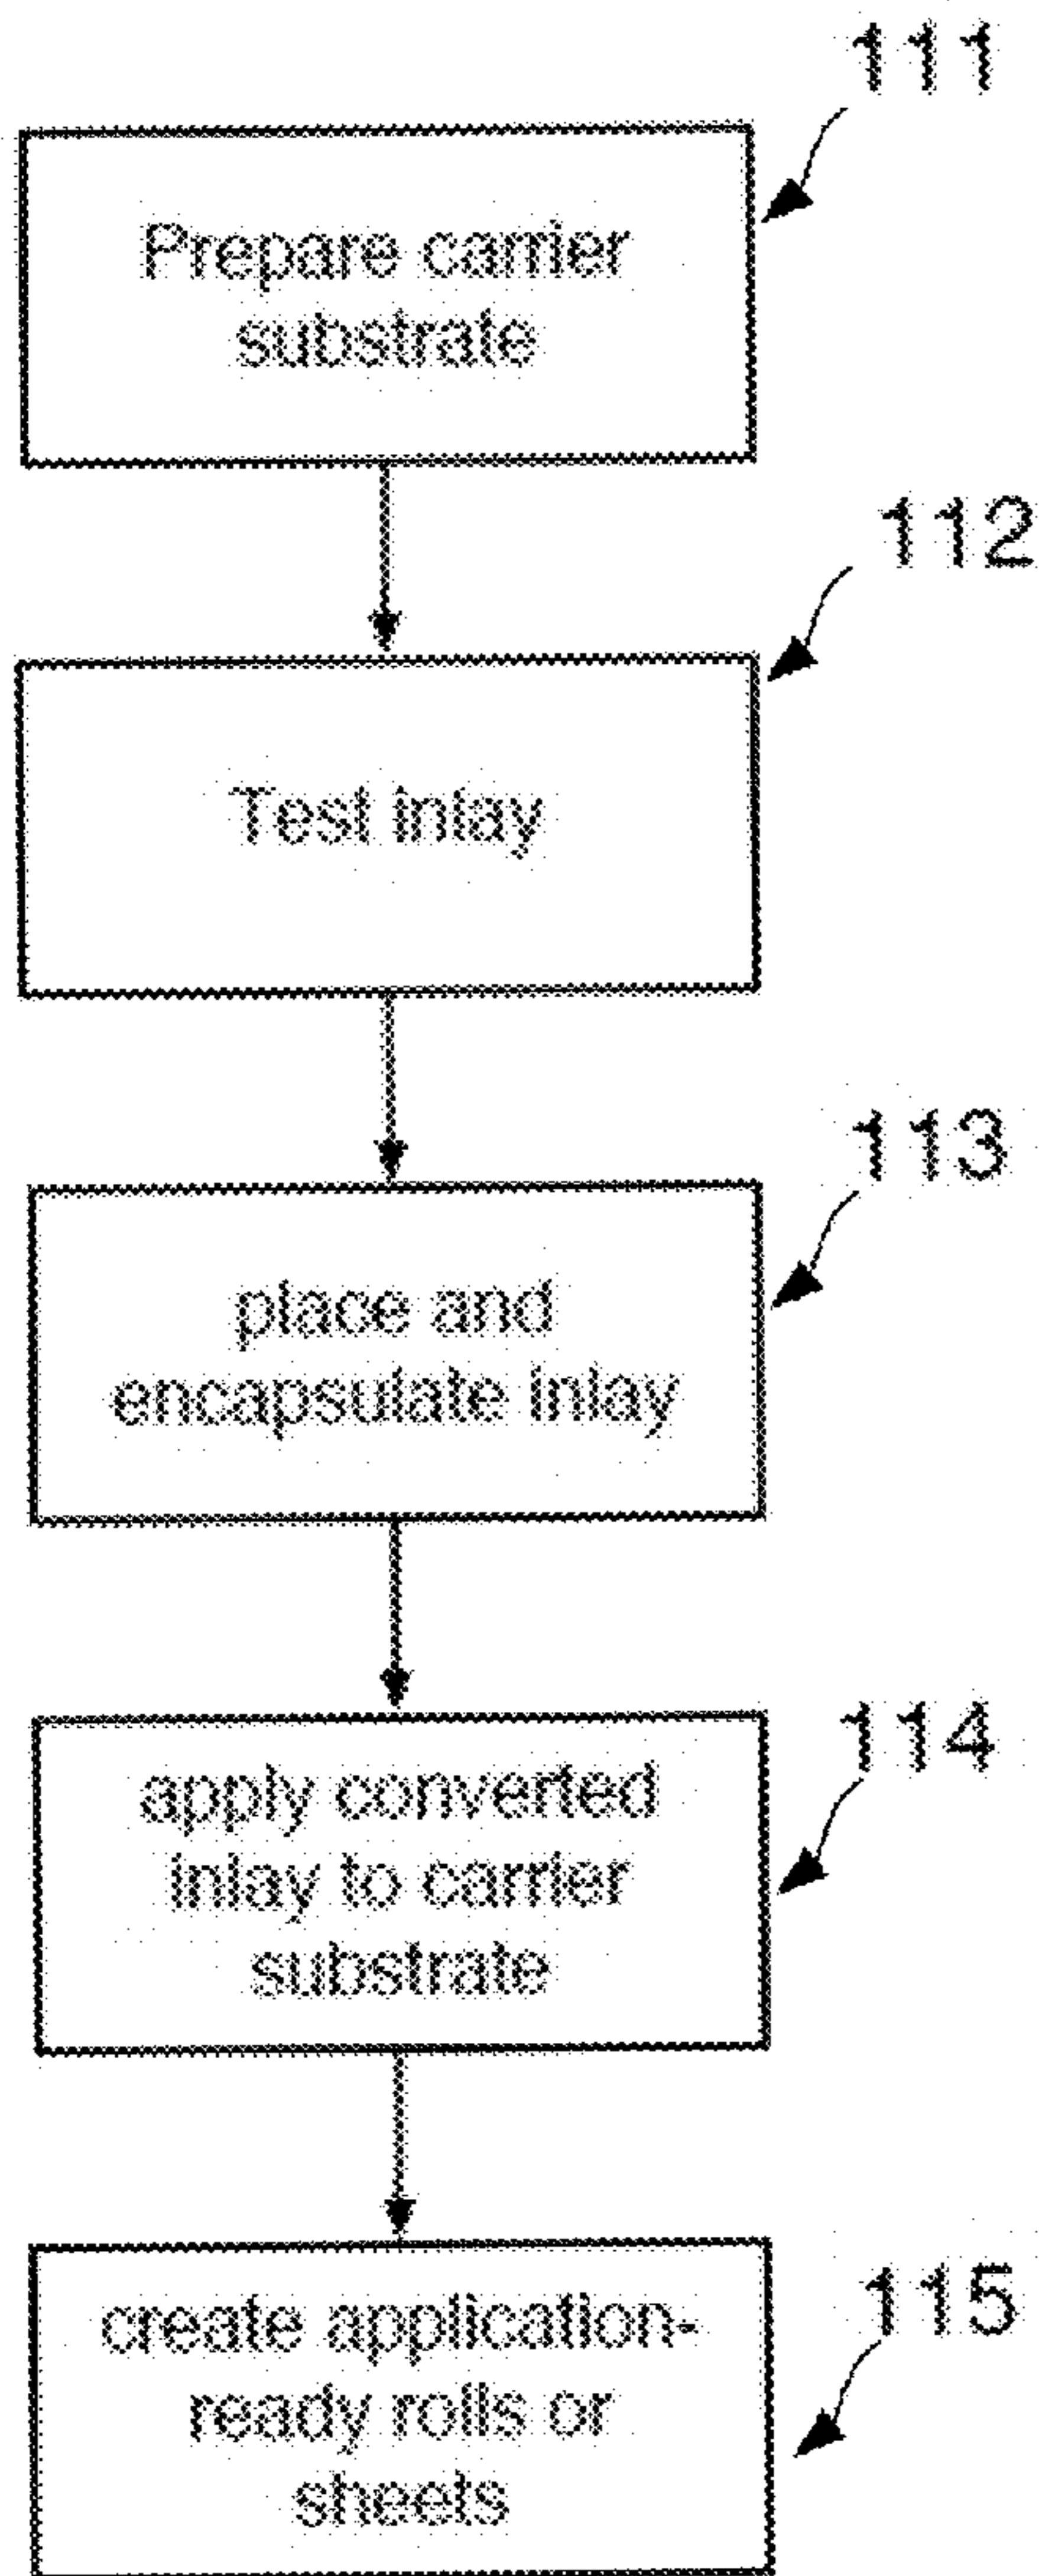 111
Prepare carrier
substrate
112
Test inlay
113
place and
encapsulate inlay
114
apply converted
inlay to carrier
substrate
115
create application-
ready rolls or
sheets